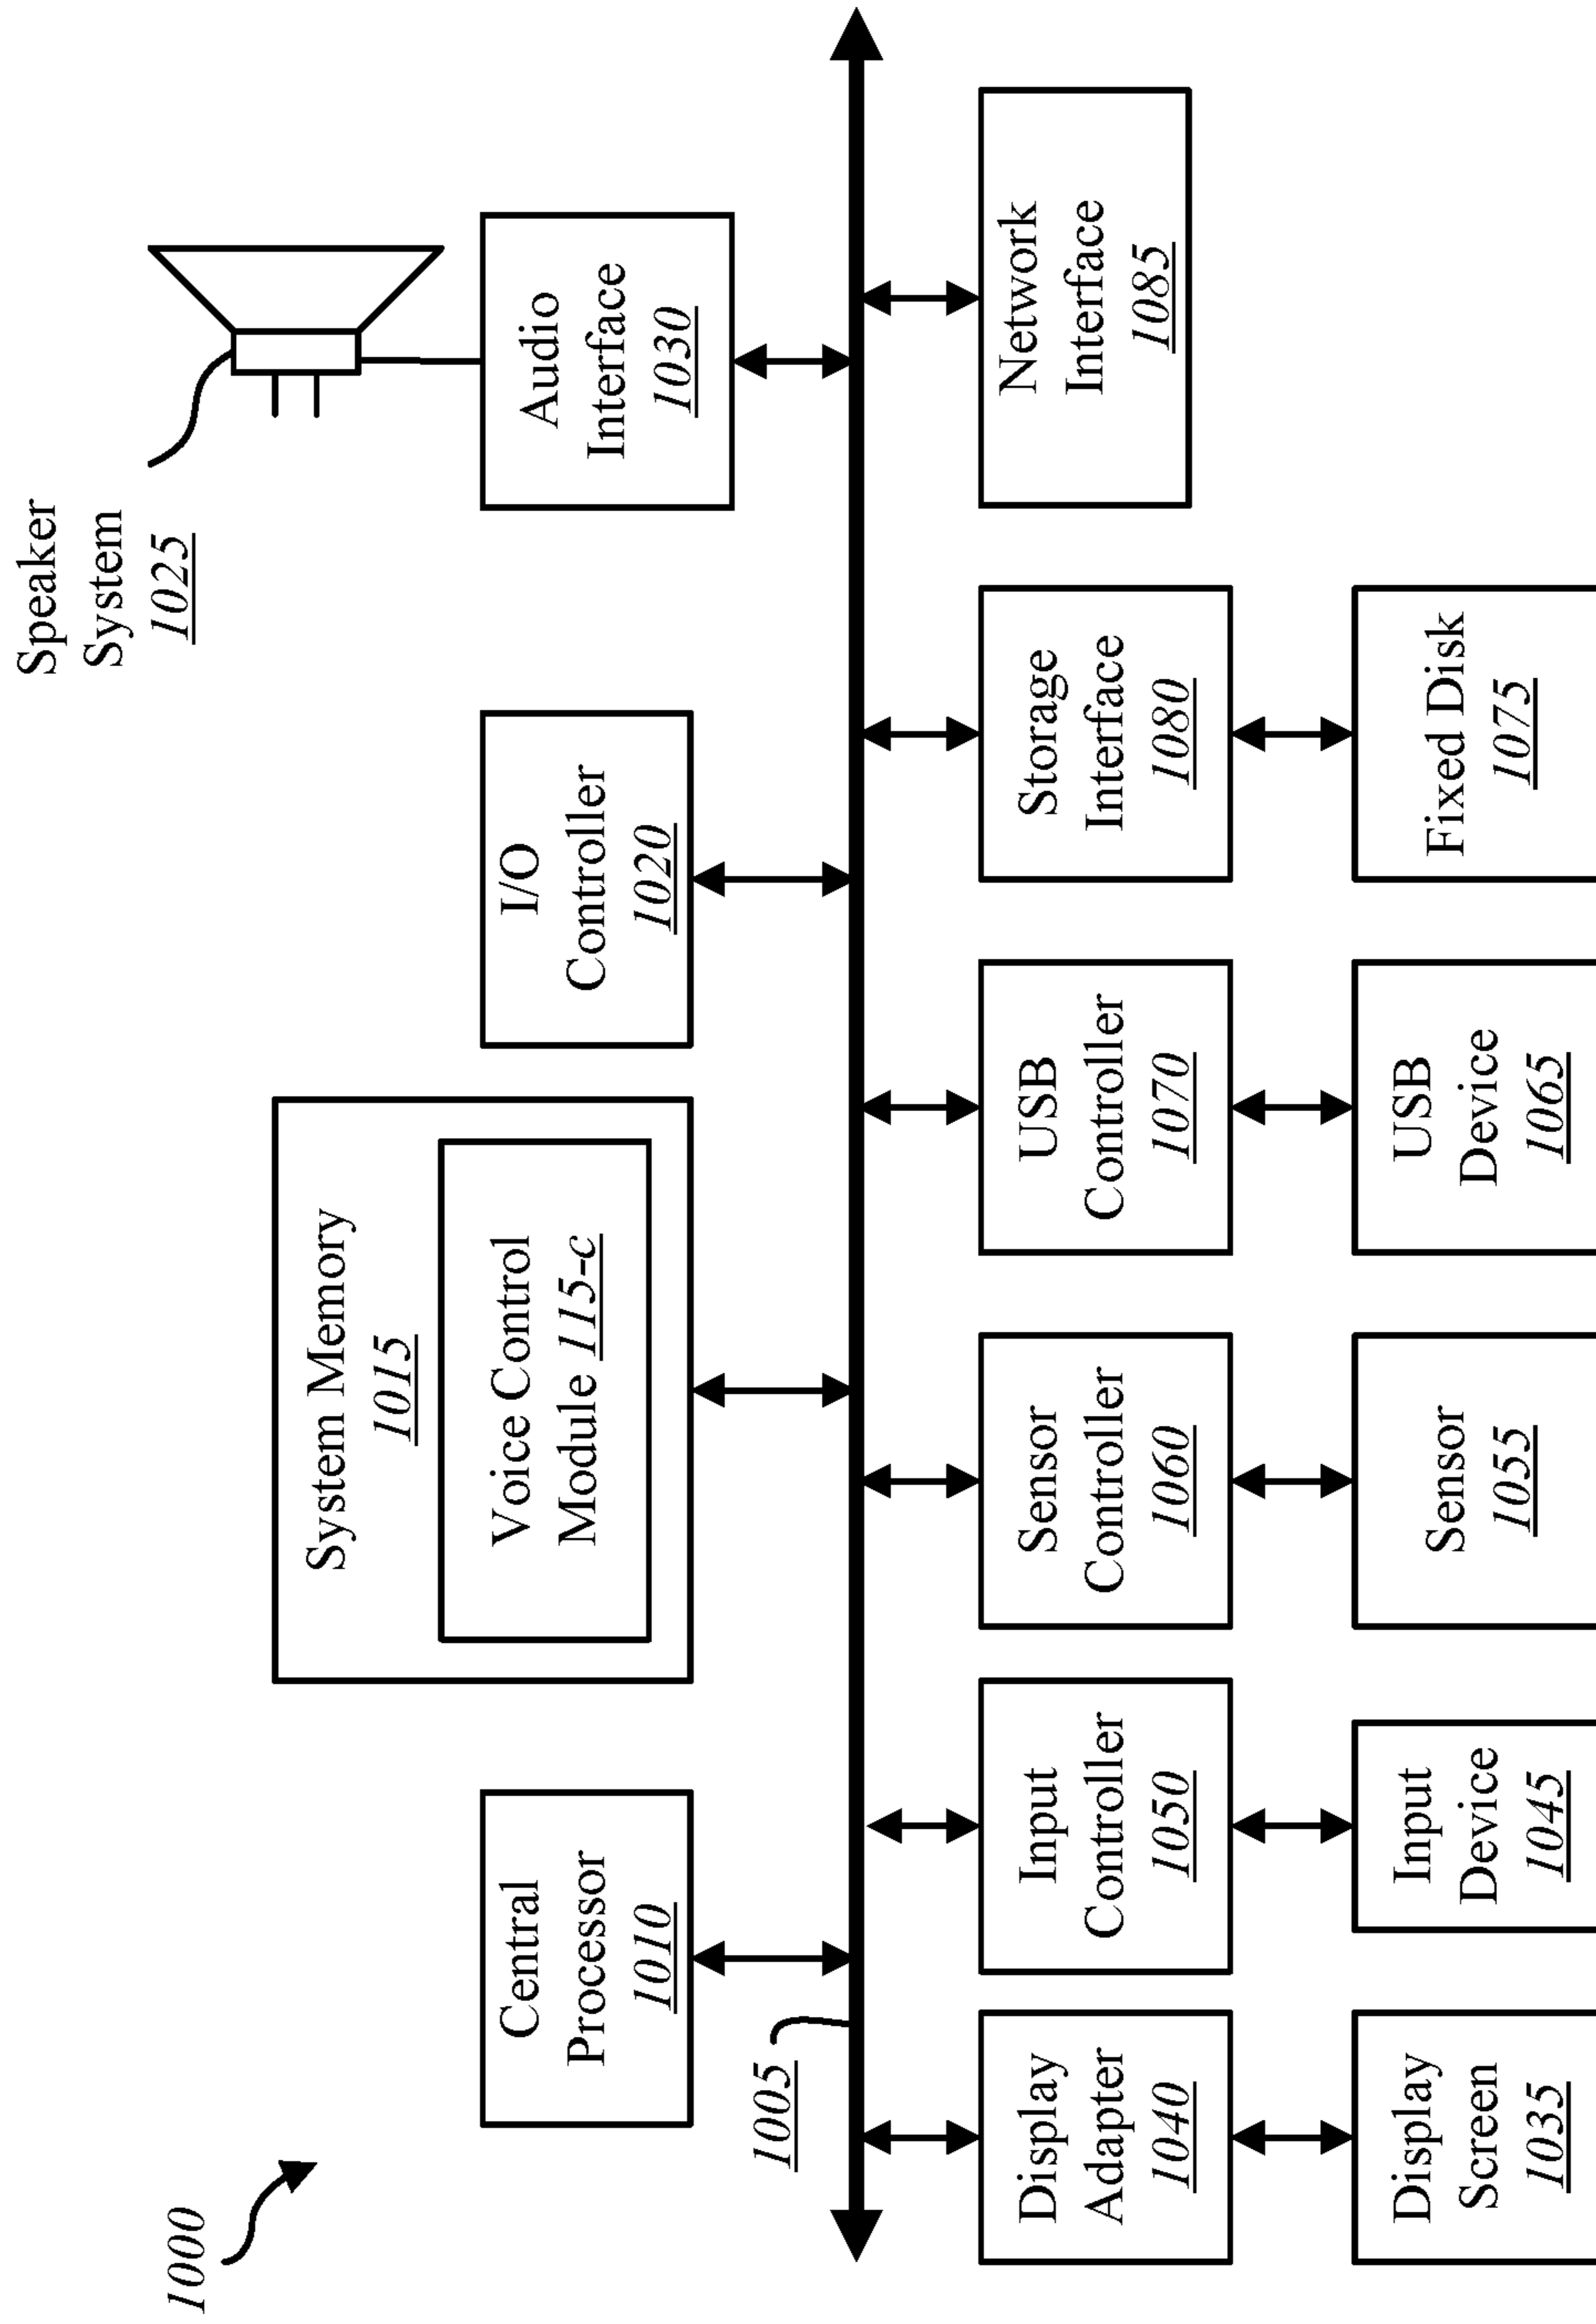 1000
Speaker
System
1025
Central
Processor
1010
System Memory
1015
Voice Control
Module 115-c
I/O
Controller
1020
Audio
Interface
1030
1005
Display
Adapter
1040
Input
Controller
1050
Sensor
Controller
1060
USB
Controller
1070
Storage
Interface
1080
Network
Interface
1085
Display
Screen
1035
Input
Device
1045
Sensor
1055
USB
Device
1065
Fixed Disk
1075